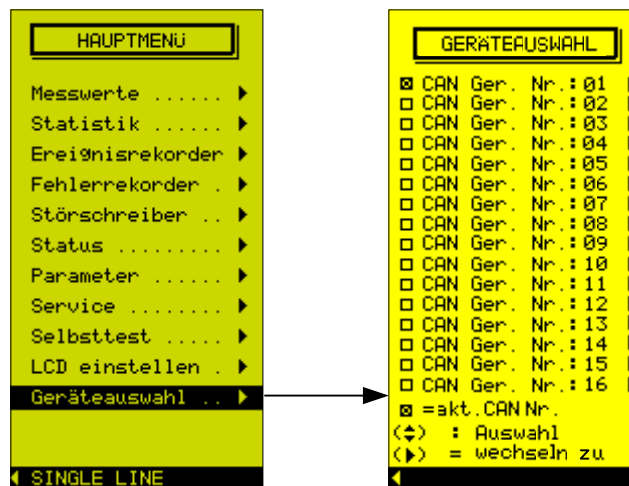 HAUPTMENÜ
Messwerte ......
Statistik ......
Ereignisrekorder
Fehlerrekorder .
Störschreiber ..
Status .........
Parameter ......
Service ........
Selbsttest .....
LCD einstellen .
Geräteauswahl ..
SINGLE LINE
GERÄTEAUSWAHL
CAN Ger. Nr.:01
CAN Ger. Nr.:02
CAN Ger. Nr.:03
CAN Ger. Nr.:04
CAN Ger. Nr.:05
CAN Ger. Nr.:06
CAN Ger. Nr.:07
CAN Ger. Nr.:08
CAN Ger. Nr.:09
CAN Ger. Nr.:10
CAN Ger. Nr.:11
CAN Ger. Nr.:12
CAN Ger. Nr.:13
CAN Ger. Nr.:14
CAN Ger. Nr.:15
CAN Ger. Nr.:16
=akt.CAN Nr.
(♦) : Auswahl
(▶) = wechseln zu